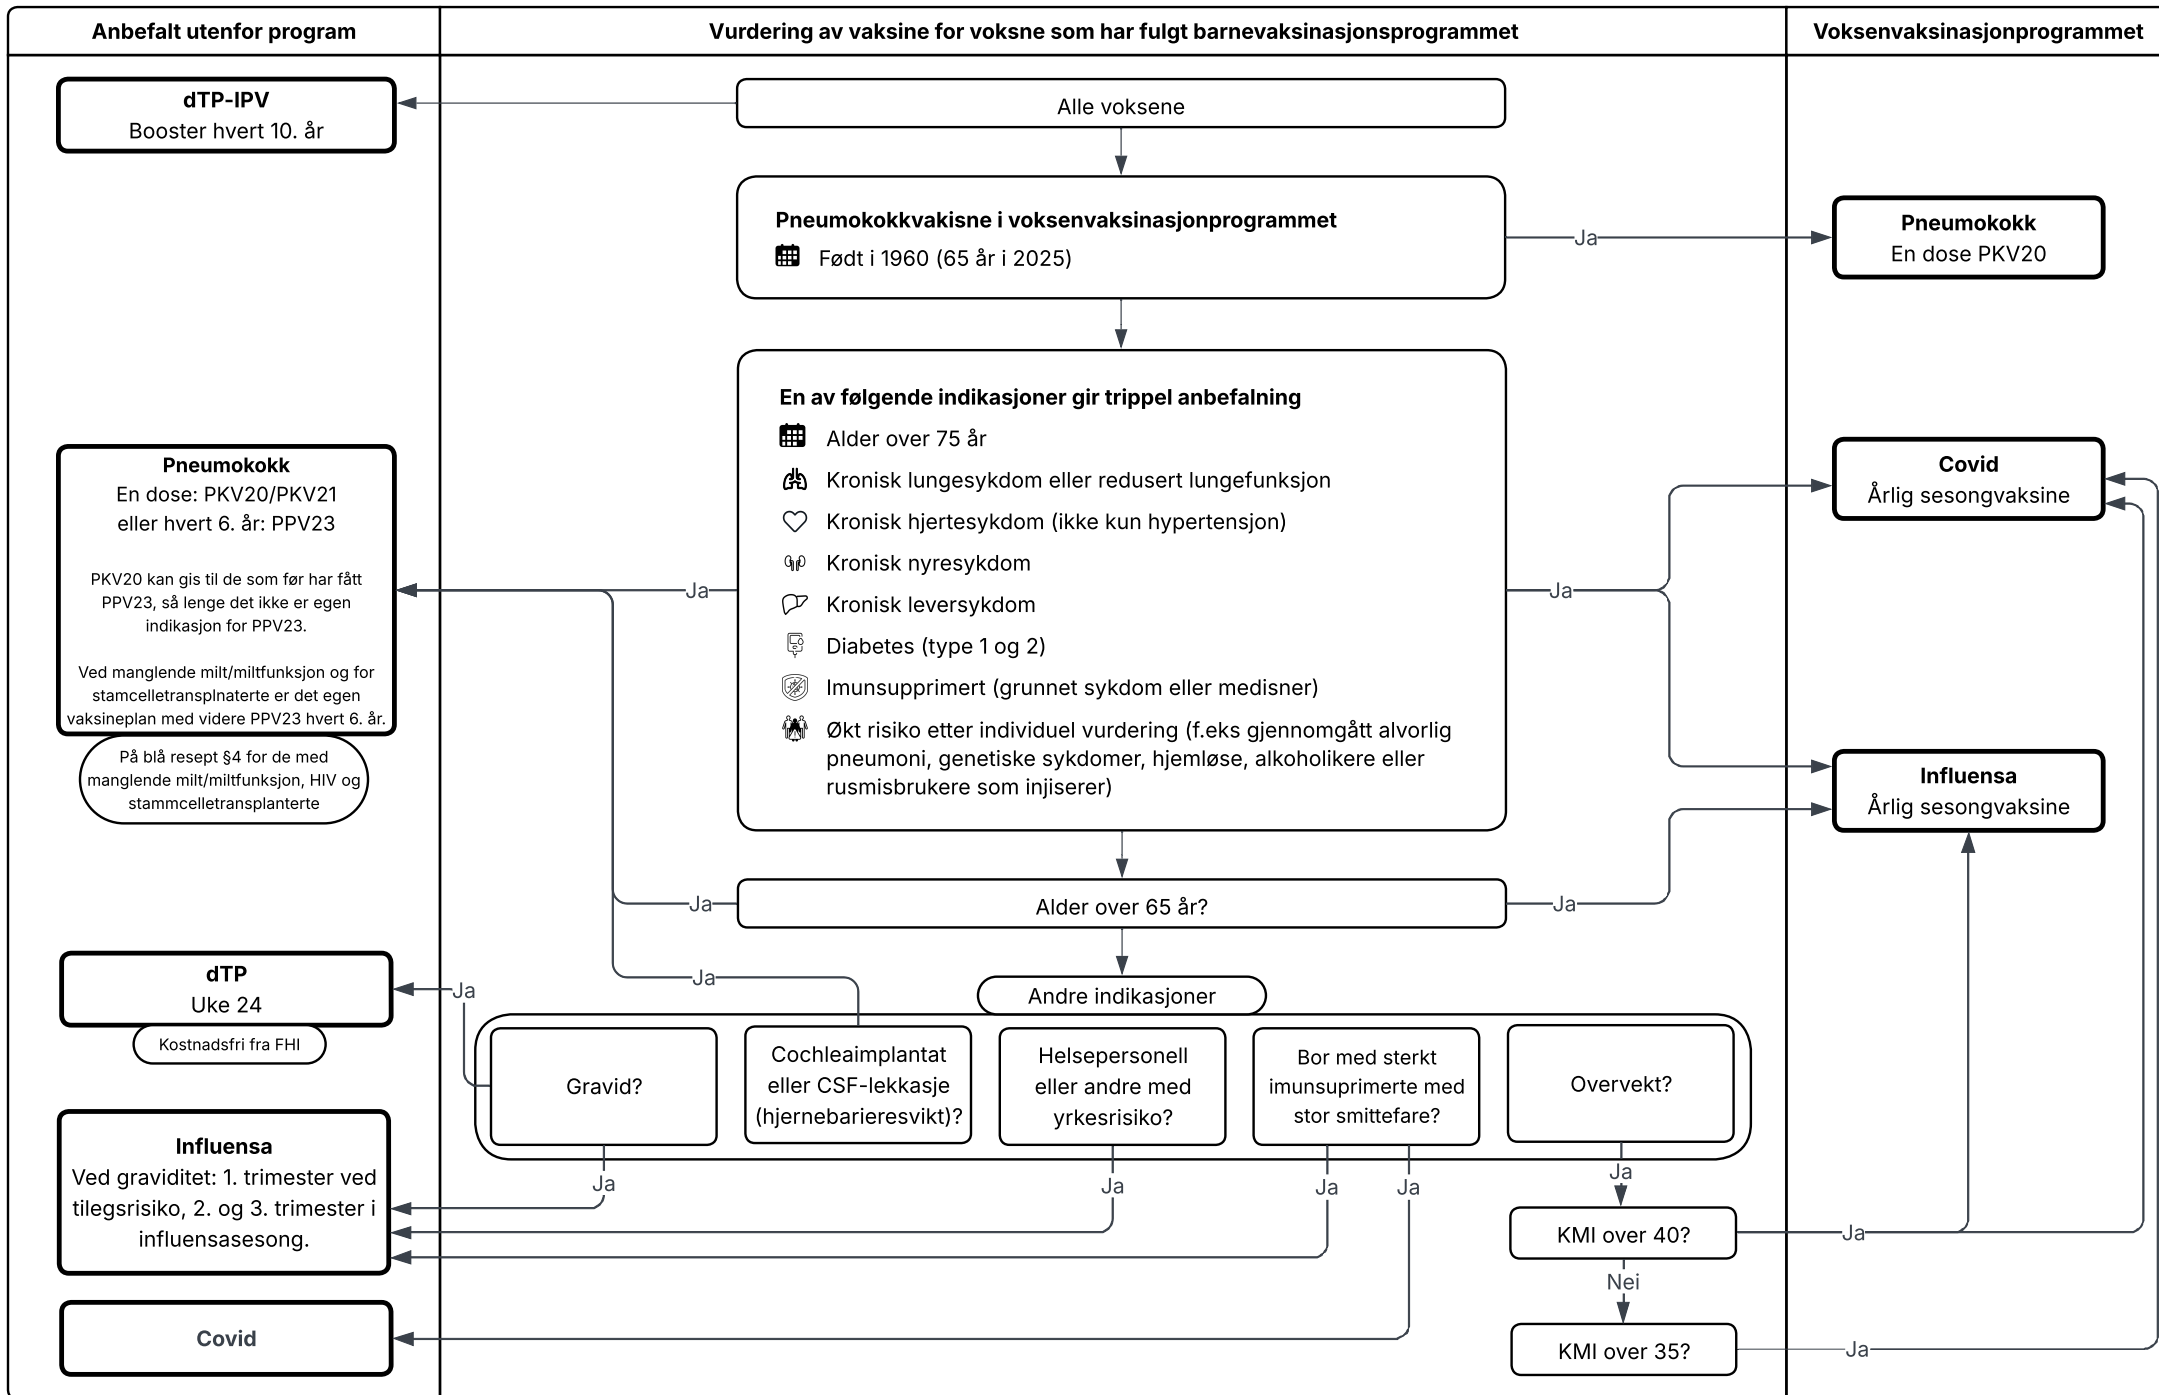 Anbefalt utenfor program
Vurdering av vaksine for voksne som har fulgt barnevaksinasjonsprogrammet
Voksenvaksinasjonprogrammet
dTP-IPV
Booster hvert 10. år
Alle voksene
Pneumokokkvakisne i voksenvaksinasjonprogrammet
Født i 1960 (65 år i 2025)
Ja
Pneumokokk
En dose PKV20
En av følgende indikasjoner gir trippel anbefalning
Alder over 75 år
Kronisk lungesykdom eller redusert lungefunksjon
Kronisk hjertesykdom (ikke kun hypertensjon)
Kronisk nyresykdom
Kronisk leversykdom
Diabetes (type 1 og 2)
Imunsupprimert (grunnet sykdom eller medisner)
Økt risiko etter individuel vurdering (f.eks gjennomgått alvorlig
pneumoni, genetiske sykdomer, hjemløse, alkoholikere eller
rusmisbrukere som injiserer)
Ja
Ja
Pneumokokk
En dose: PKV20/PKV21
eller hvert 6. år: PPV23
PKV20 kan gis til de som før har fått
PPV23, så lenge det ikke er egen
indikasjon for PPV23.
Ved manglende milt/miltfunksjon og for
stamcelletransplnaterte er det egen
vaksineplan med videre PPV23 hvert 6. år.
På blå resept §4 for de med
manglende milt/miltfunksjon, HIV og
stammcelletransplanterte
Covid
Årlig sesongvaksine
Influensa
Årlig sesongvaksine
Ja
Alder over 65 år?
Ja
Ja
Andre indikasjoner
dTP
Uke 24
Kostnadsfri fra FHI
Ja
Gravid?
Cochleaimplantat
eller CSF-lekkasje
(hjernebarieresvikt)?
Helsepersonell
eller andre med
yrkesrisiko?
Bor med sterkt
imunsuprimerte med
stor smittefare?
Overvekt?
Influensa
Ved graviditet: 1. trimester ved
tilegsrisiko, 2. og 3. trimester i
influensasesong.
Ja
Ja
Ja
Ja
Ja
KMI over 40?
Ja
Nei
Covid
KMI over 35?
Ja